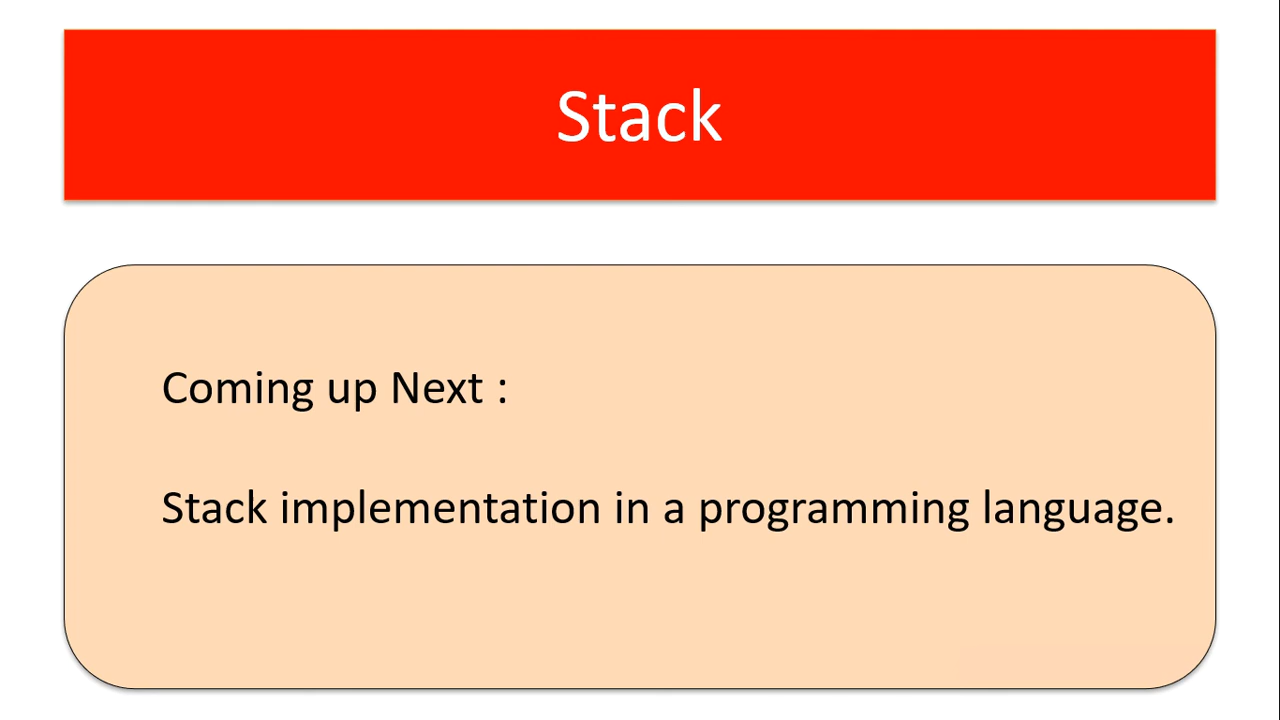 Stack
Coming up Next :
Stack implementation in a programming language.